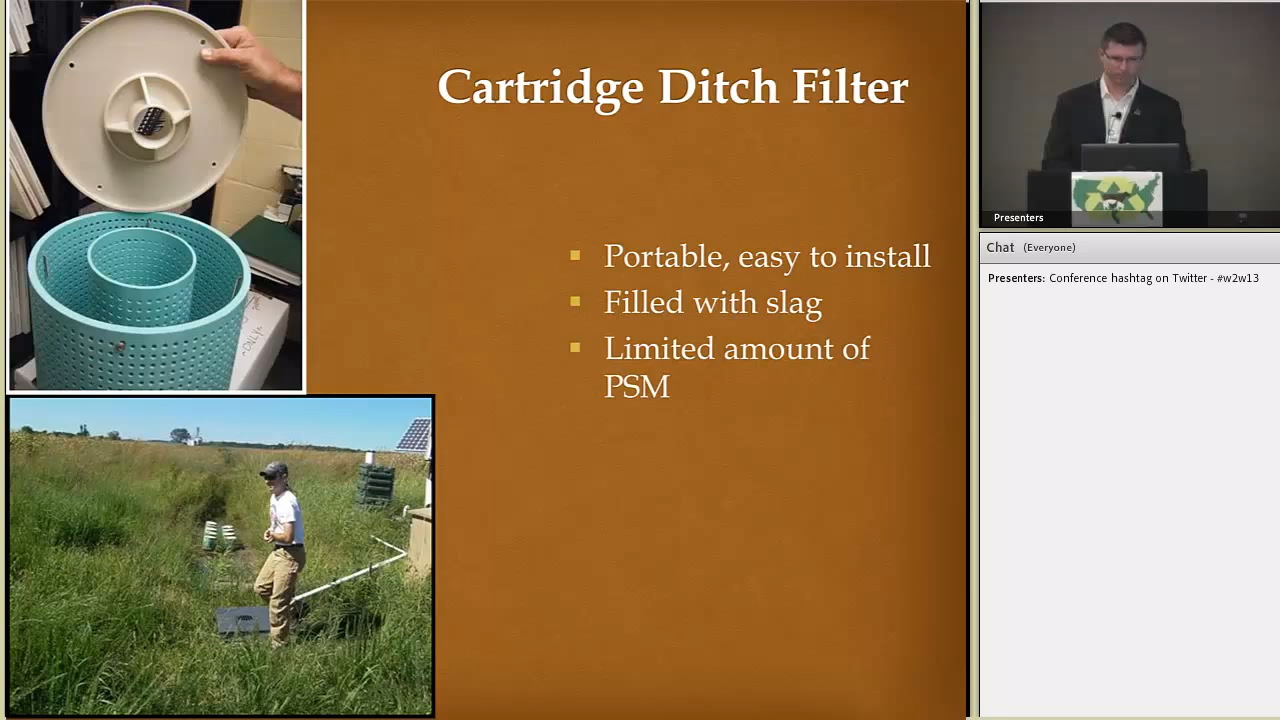 Cartridge Ditch Filter
Portable, easy to install
Filled with slag
Limited amount of
PSM
Presenters
Chat (Everyone)
Presenters: Conference hashtag on Twitter - #w2w13